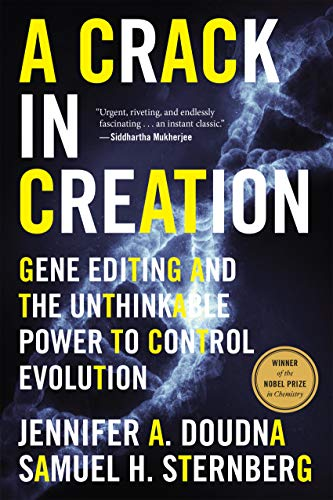 A CRACK
IN
CREATION
"Urgent, riveting, and endlessly
fascinating . . . an instant classic."
—Siddhartha Mukherjee
GENE EDITING AND
THE UNTHINKABLE
POWER TO CONTROL
EVOLUTION
WINNER
of the
NOBEL PRIZE
in Chemistry
JENNIFER A. DOUDNA
SAMUEL H. STERNBERG